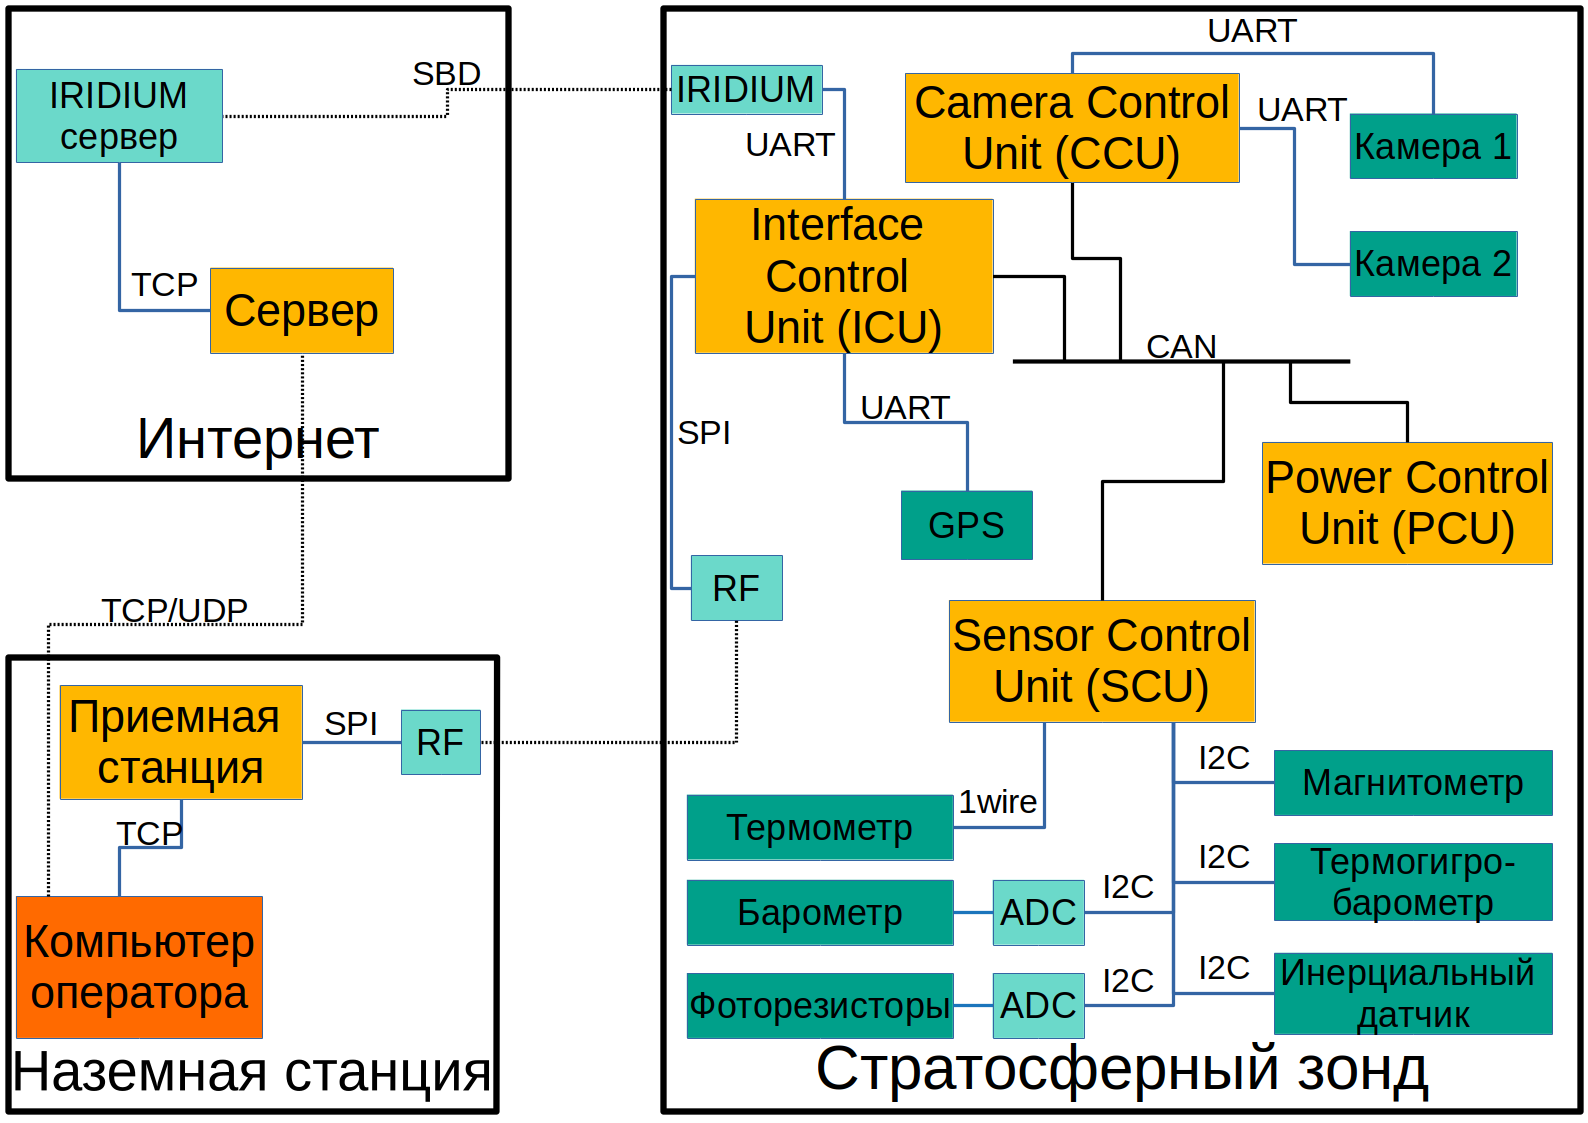 IRIDIUM
сервер
SBD
TCP
Сервер
Интернет
TCP/UDP
Приемная
станция
SPI
RF
TCP
Компьютер
оператора
Наземная станция
UART
IRIDIUM
Camera Control
Unit (CCU)
UART
Камера 1
UART
Interface
Control
Unit (ICU)
Камера 2
CAN
UART
SPI
GPS
Power Control
Unit (PCU)
RF
Sensor Control
Unit (SCU)
1wire
Термометр
I2C
Магнитометр
Барометр
ADC
I2C
I2C
Термогигро-
барометр
Фоторезисторы
ADC
I2C
I2C
Инерциальный
датчик
Стратосферный зонд